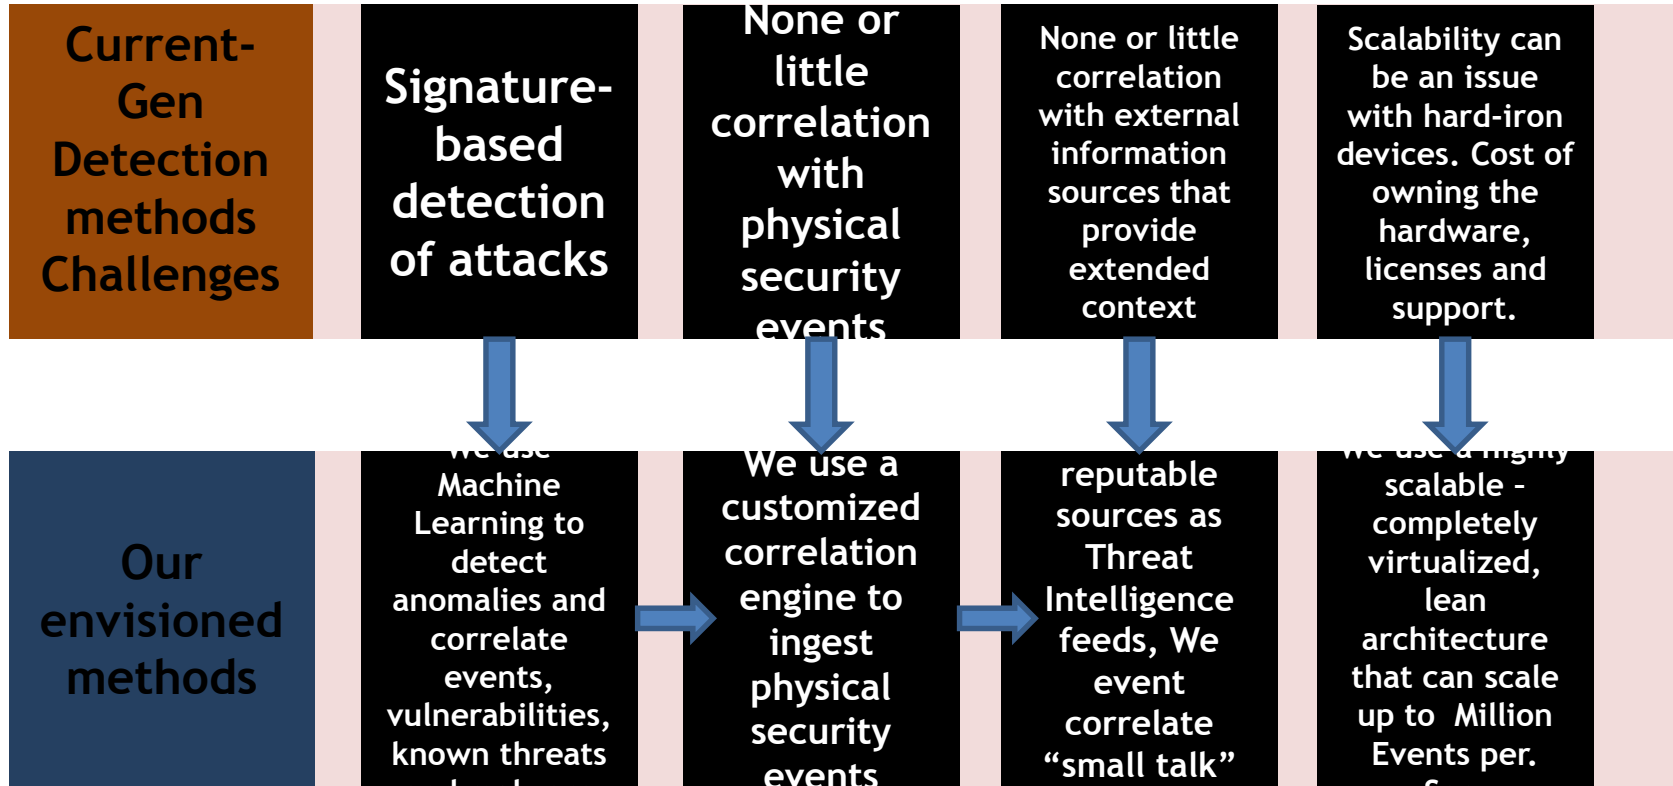 Current-
Gen
Detection
methods
Challenges
Signature-
based
detection
of attacks
None or
little
correlation
with
physical
security
events
None or little
correlation
with external
information
sources that
provide
extended
context
Scalability can
be an issue
with hard-iron
devices. Cost of
owning the
hardware,
licenses and
support.
Our
envisioned
methods
We use
Machine
Learning to
detect
anomalies and
correlate
events,
vulnerabilities,
known threats
We use a
customized
correlation
engine to
ingest
physical
security
events
reputable
sources as
Threat
Intelligence
feeds, We
event
correlate
“small talk”
We use a highly
scalable –
completely
virtualized,
lean
architecture
that can scale
up to  Million
Events per.